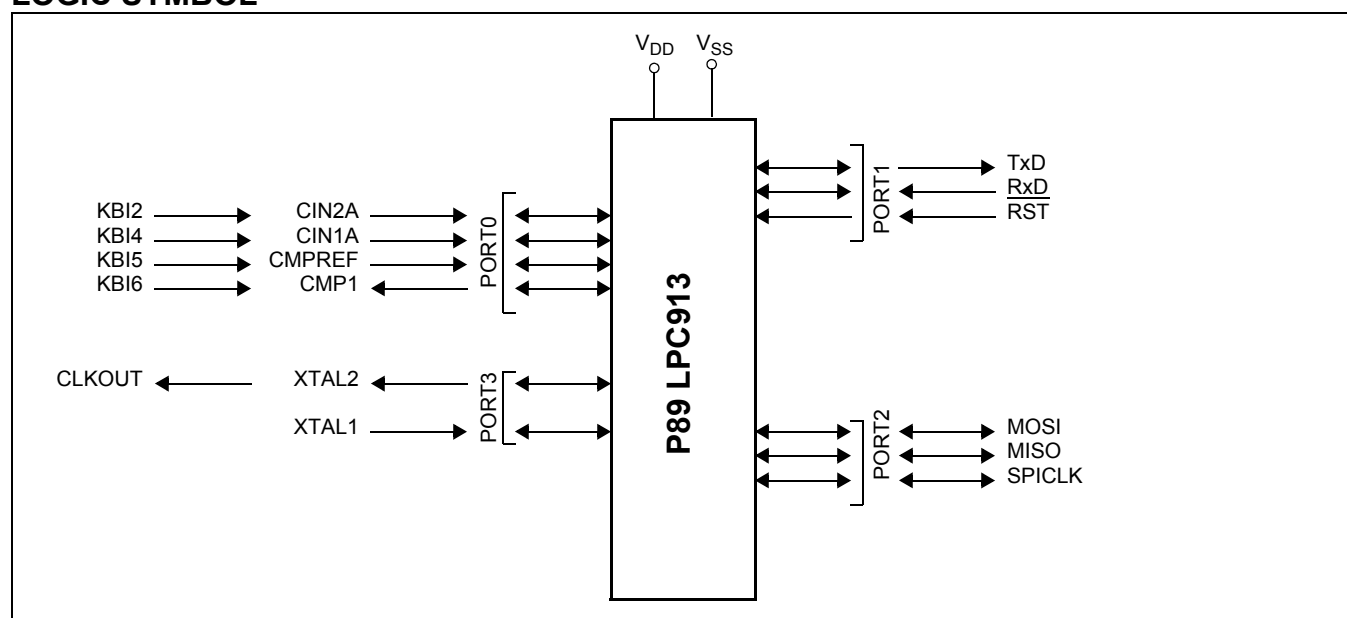 LOGIC SYMBOL
VDD VSS
KBI2 CIN2A
KBI4 CIN1A
KBI5 CMPREF
KBI6 CMP1
PORT0
CLKOUT XTAL2
XTAL1
PORT3
P89 LPC913
PORT1
TxD
RxD
RST
PORT2
MOSI
MISO
SPICLK